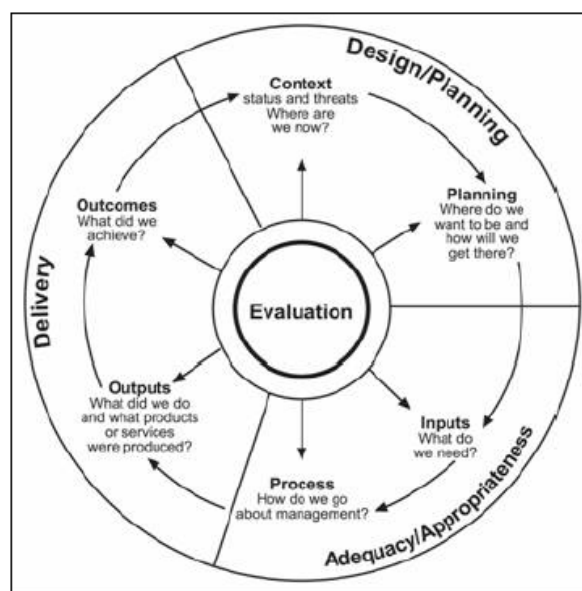 Design/Planning
Context
status and threats
Where are
we now?
Planning
Where do we
want to be and
how will we
get there?
Inputs
What do
we need?
Adequacy/Appropriateness
Process
How do we go
about management?
Outputs
What did we do
and what products
or services
were produced?
Delivery
Outcomes
What did we
achieve?
Evaluation